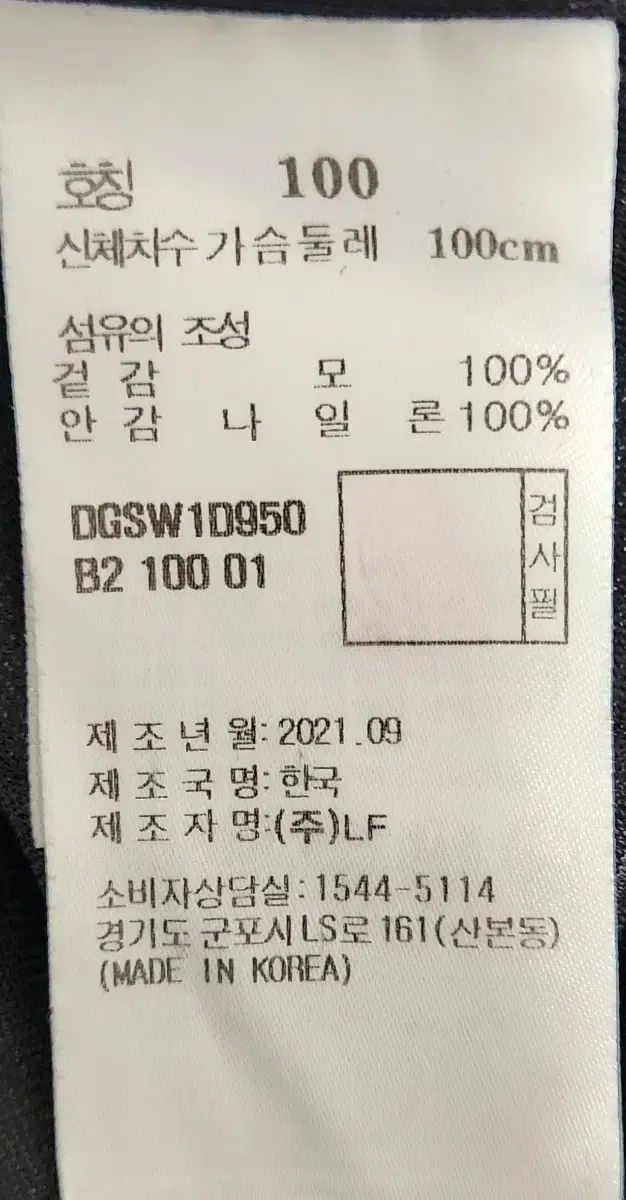 호칭 100
신체치수 가슴둘레 100cm
섬유의 조성
겉감 모 100%
안감 나일론 100%
DGSW1D950
B2 100 01
검사필
제조년월: 2021.09
제조국명: 한국
제조자명:(주)LF
소비자상담실: 1544-5114
경기도 군포시 LS로 161(산본동)
(MADE IN KOREA)